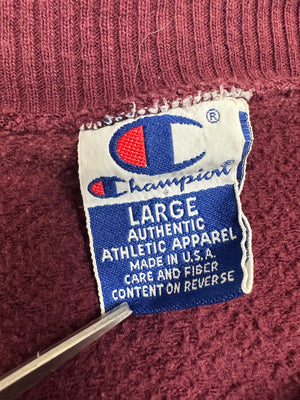 ®
Champion
LARGE
AUTHENTIC
ATHLETIC APPAREL
MADE IN U.S.A.
CARE AND FIBER
CONTENT ON REVERSE